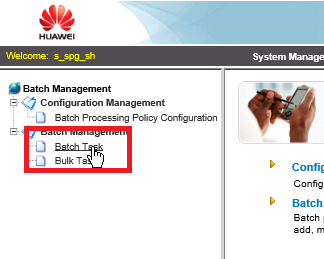 HUAWEI
Welcome: s_spg_sh
System Manage
Batch Management
Configuration Management
Batch Processing Policy Configuration
Batch Management
Batch Task
Bulk Ta
Config
Config
Batch
Batch
add, m